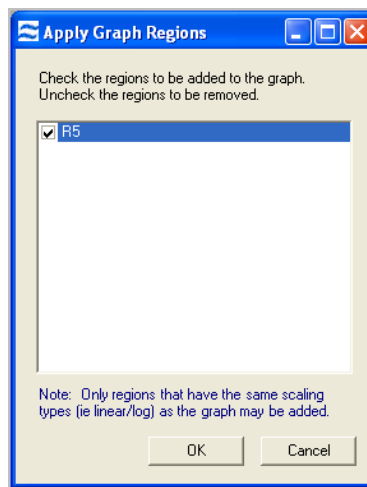 Apply Graph Regions
Check the regions to be added to the graph.
Uncheck the regions to be removed.
R5
Note: Only regions that have the same scaling
types (ie linear/log) as the graph may be added.
OK
Cancel